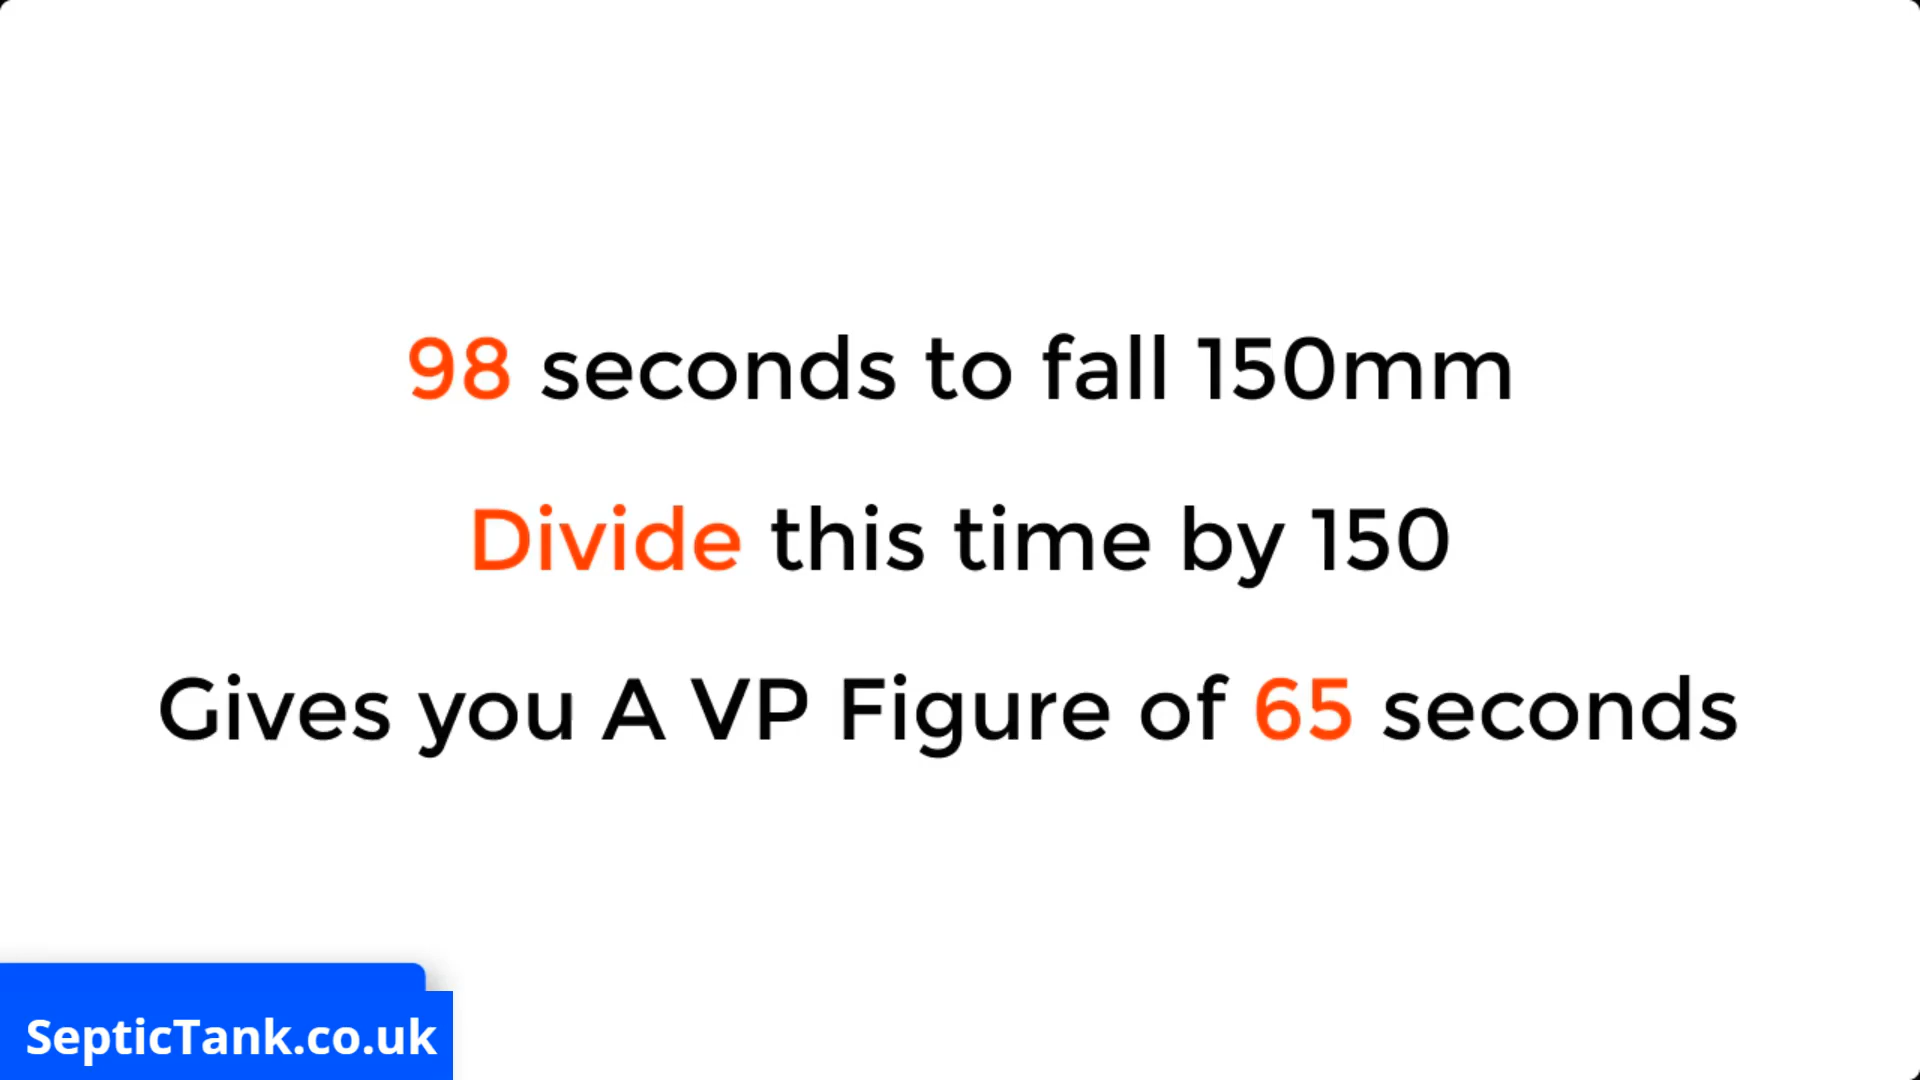 98 seconds to fall 150mm
Divide this time by 150
Gives you A VP Figure of 65 seconds
SepticTank.co.uk